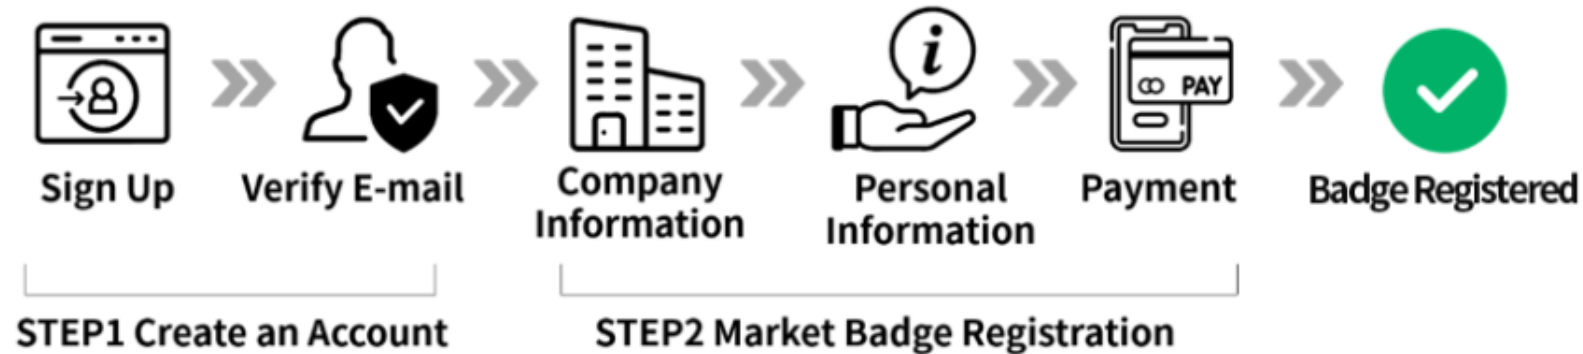 PAY
Sign Up
Verify E-mail
Company
Information
Personal
Information
Payment
Badge Registered
STEP1 Create an Account
STEP2 Market Badge Registration